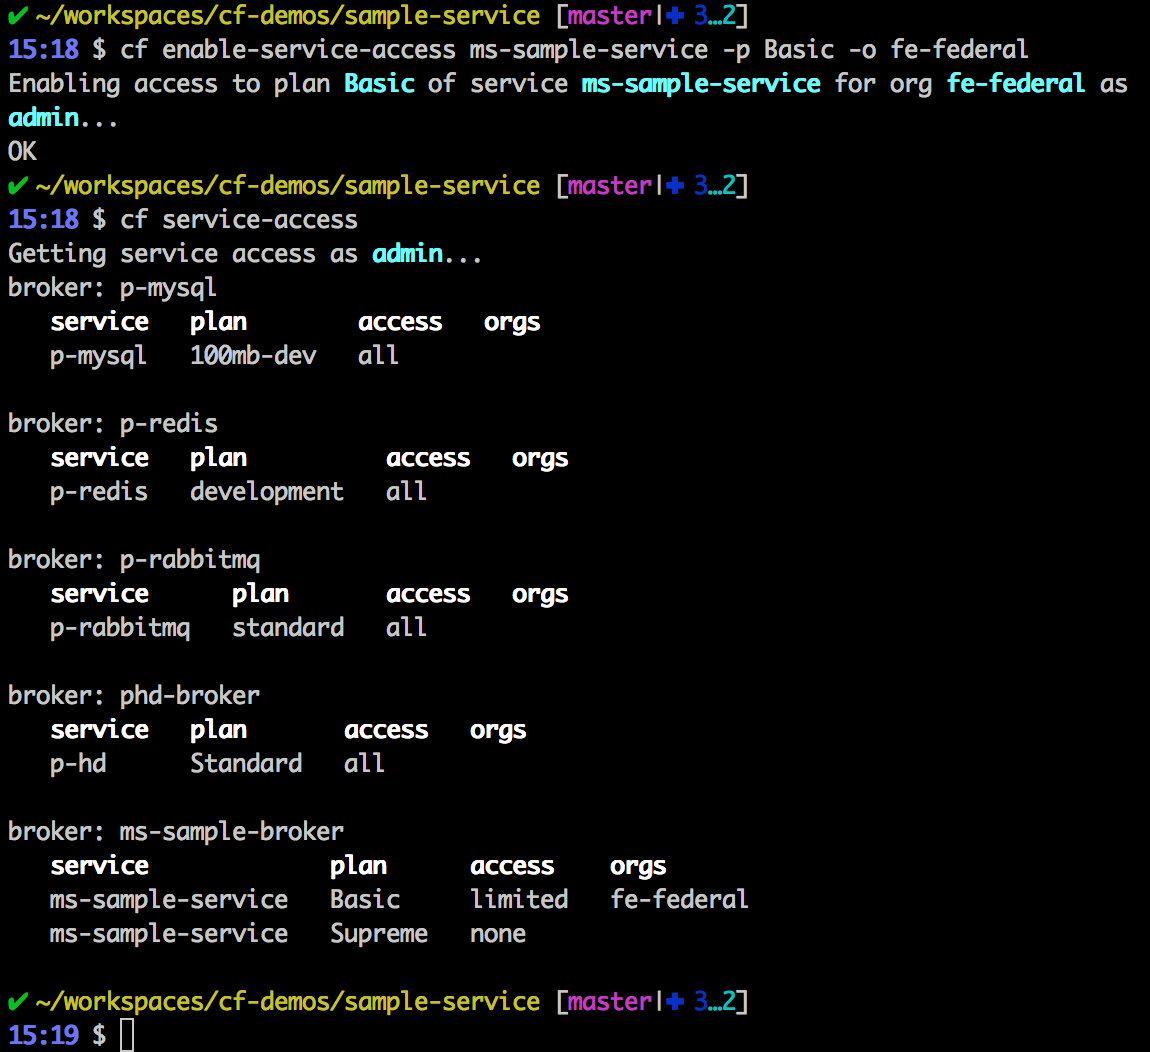 ✔ ~/workspaces/cf-demos/sample-service [master|✚ 3…2]
15:18 $ cf enable-service-access ms-sample-service -p Basic -o fe-federal
Enabling access to plan Basic of service ms-sample-service for org fe-federal as
admin...
OK
✔ ~/workspaces/cf-demos/sample-service [master|✚ 3…2]
15:18 $ cf service-access
Getting service access as admin...
broker: p-mysql
   service   plan        access   orgs
   p-mysql   100mb-dev   all

broker: p-redis
   service   plan          access   orgs
   p-redis   development   all

broker: p-rabbitmq
   service      plan       access   orgs
   p-rabbitmq   standard   all

broker: phd-broker
   service   plan       access   orgs
   p-hd      Standard   all

broker: ms-sample-broker
   service             plan      access    orgs
   ms-sample-service   Basic     limited   fe-federal
   ms-sample-service   Supreme   none

✔ ~/workspaces/cf-demos/sample-service [master|✚ 3…2]
15:19 $